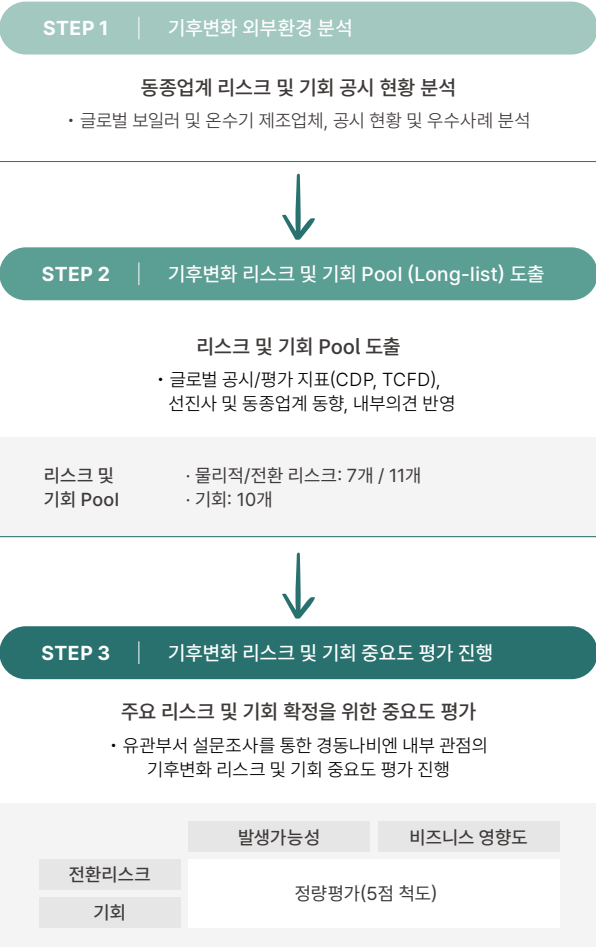 STEP 1 기후변화 외부환경 분석
동종업계 리스크 및 기회 공시 현황 분석
• 글로벌 보일러 및 온수기 제조업체, 공시 현황 및 우수사례 분석
STEP 2 기후변화 리스크 및 기회 Pool (Long-list) 도출
리스크 및 기회 Pool 도출
• 글로벌 공시/평가 지표(CDP, TCFD),
선진사 및 동종업계 동향, 내부의견 반영
리스크 및
기회 Pool
· 물리적/전환 리스크: 7개 / 11개
· 기회: 10개
STEP 3 기후변화 리스크 및 기회 중요도 평가 진행
주요 리스크 및 기회 확정을 위한 중요도 평가
• 유관부서 설문조사를 통한 경동나비엔 내부 관점의
기후변화 리스크 및 기회 중요도 평가 진행
발생가능성 비즈니스 영향도
전환리스크
기회
정량평가(5점 척도)